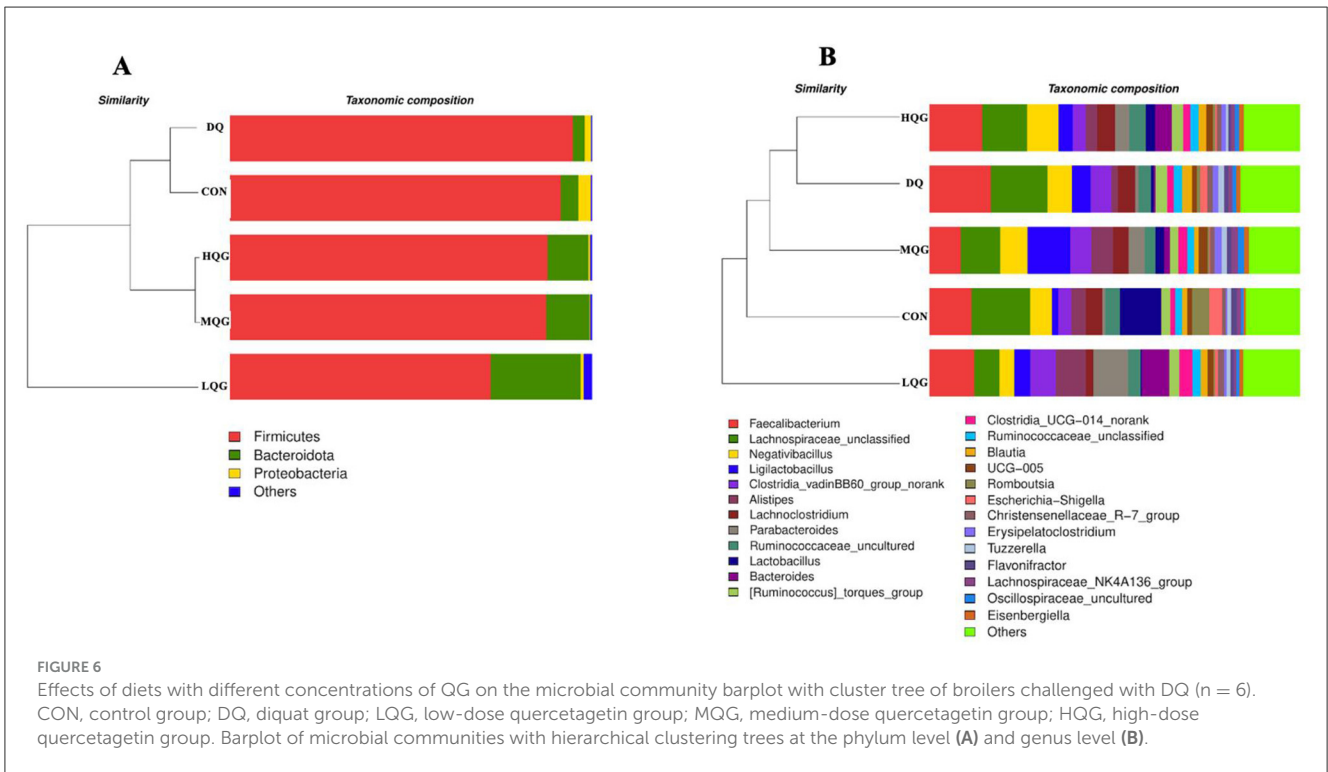 A
Similarity
Taxonomic composition
DQ
CON
HQG
MQG
LQG
Firmicutes
Bacteroidota
Proteobacteria
Others
B
Similarity
Taxonomic composition
HQG
DQ
MQG
CON
LQG
Faecalibacterium
Lachnospiraceae_unclassified
Negativibacillus
Ligilactobacillus
Clostridia_vadinBB60_group_norank
Alistipes
Lachnoclostridium
Parabacteroides
Ruminococcaceae_uncultured
Lactobacillus
Bacteroides
[Ruminococcus]_torques_group
Clostridia_UCG−014_norank
Ruminococcaceae_unclassified
Blautia
UCG−005
Romboutsia
Escherichia−Shigella
Christensenellaceae_R−7_group
Erysipelatoclostridium
Tuzzerella
Flavonifractor
Lachnospiraceae_NK4A136_group
Oscillospiraceae_uncultured
Eisenbergiella
Others
FIGURE 6
Effects of diets with different concentrations of QG on the microbial community barplot with cluster tree of broilers challenged with DQ (n = 6).
CON, control group; DQ, diquat group; LQG, low-dose quercetagetin group; MQG, medium-dose quercetagetin group; HQG, high-dose
quercetagetin group. Barplot of microbial communities with hierarchical clustering trees at the phylum level (A) and genus level (B).